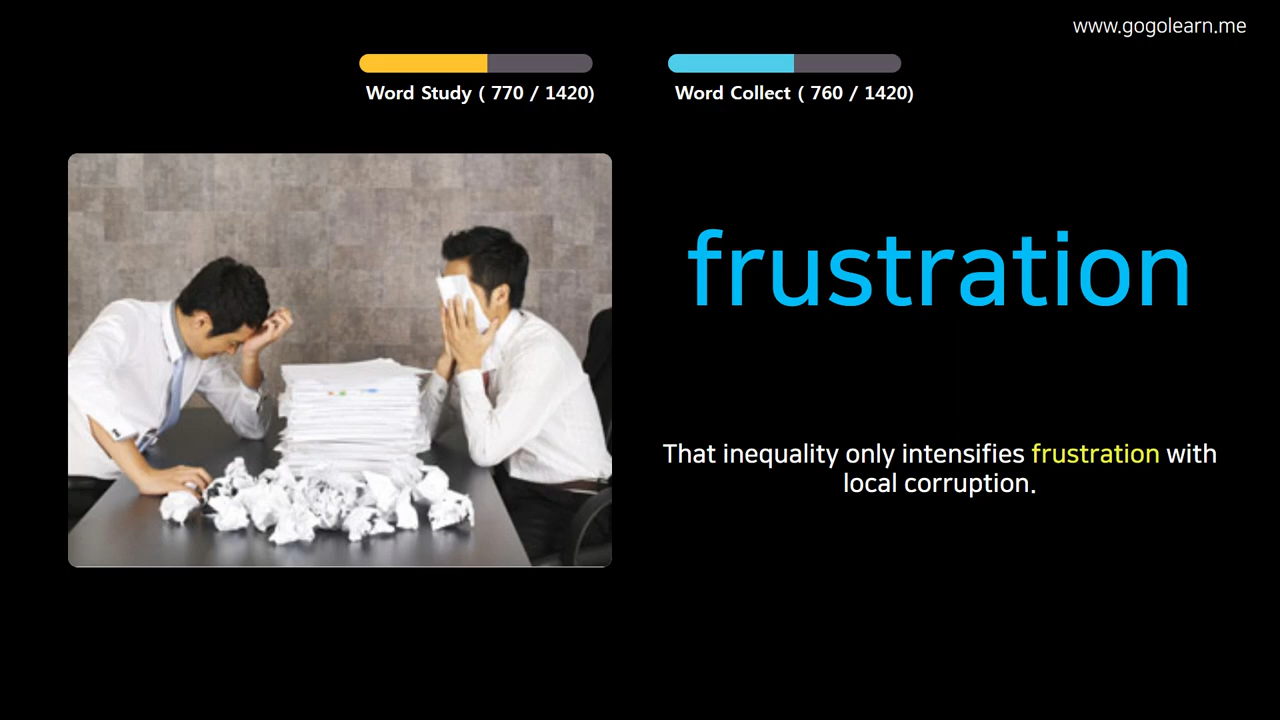 www.gogolearn.me
Word Study ( 770 / 1420)
Word Collect ( 760 / 1420)
frustration
That inequality only intensifies frustration with
local corruption.